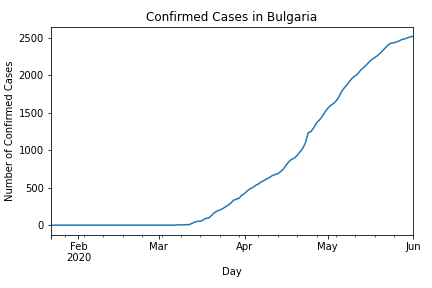 Confirmed Cases in Bulgaria
Number of Confirmed Cases
2500
2000
1500
1000
500
0
Feb
2020
Mar
Apr
May
Jun
Day